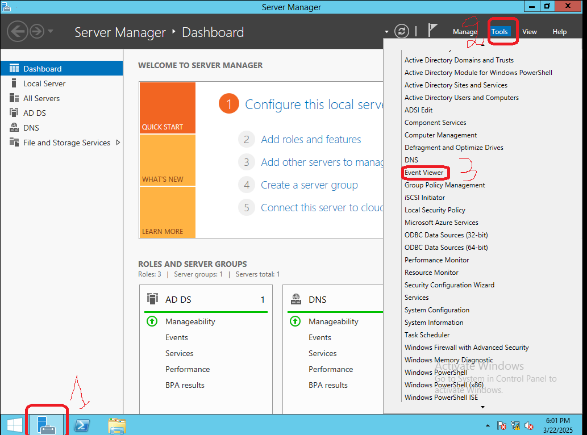 Server Manager
Server Manager ▸ Dashboard
Manage Tools View Help
Dashboard
Local Server
All Servers
AD DS
DNS
File and Storage Services
WELCOME TO SERVER MANAGER
QUICK START
WHAT'S NEW
LEARN MORE
1 Configure this local serve
2 Add roles and features
3 Add other servers to manag
4 Create a server group
5 Connect this server to cloud
ROLES AND SERVER GROUPS
Roles: 3 | Server groups: 1 | Servers total: 1
AD DS 1
Manageability
Events
Services
Performance
BPA results
DNS
Manageability
Events
Services
Performance
BPA results
Active Directory Domains and Trusts
Active Directory Module for Windows PowerShell
Active Directory Sites and Services
Active Directory Users and Computers
ADSI Edit
Component Services
Computer Management
Defragment and Optimize Drives
DNS
Event Viewer
3
Group Policy Management
iSCSI Initiator
Local Security Policy
Microsoft Azure Services
ODBC Data Sources (32-bit)
ODBC Data Sources (64-bit)
Performance Monitor
Resource Monitor
Security Configuration Wizard
Services
System Configuration
System Information
Task Scheduler
Windows Firewall with Advanced Security
Windows Memory Diagnostic
Windows PowerShell
Windows PowerShell (x86)
Windows PowerShell ISE
Activate Windows
Go to System in Control Panel to
activate Windows.
1
6:01 PM
3/22/2025